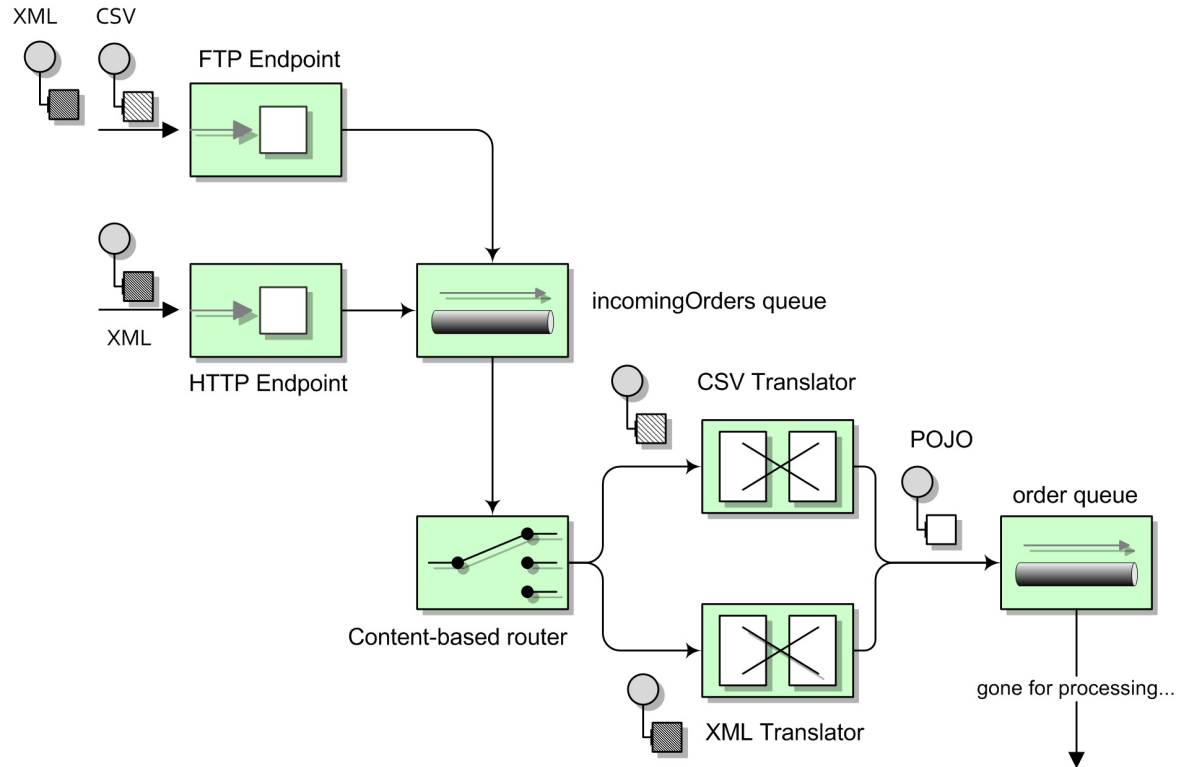 XML
CSV
FTP Endpoint
XML
HTTP Endpoint
incomingOrders queue
CSV Translator
POJO
order queue
Content-based router
gone for processing...
XML Translator